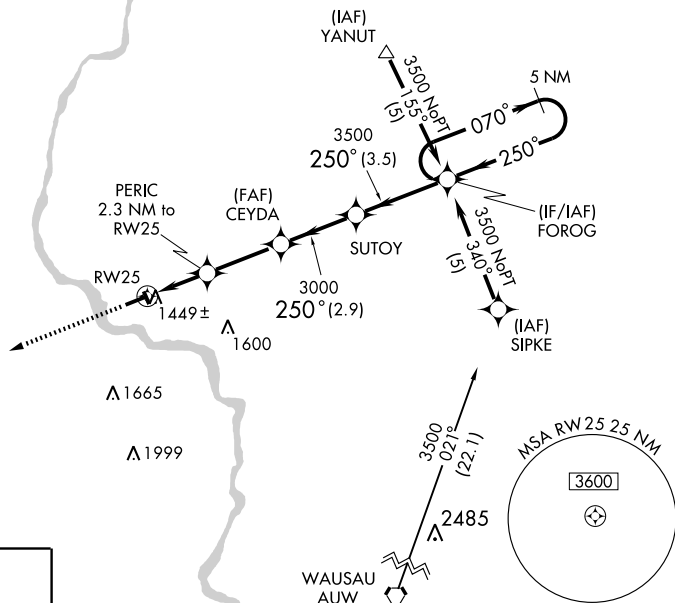 (IAF)
YANUT
3500 NoPT
155°
(5)
5 NM
070°
250°
3500
250° (3.5)
PERIC
2.3 NM to
RW25
(FAF)
CEYDA
(IF/IAF)
FOROG
SUTOY
3500 NoPT
340°
(5)
RW25
3000
250° (2.9)
1449±
1600
(IAF)
SIPKE
1665
1999
3500
021°
(22.1)
MSA RW25 25 NM
3600
2485
WAUSAU
AUW